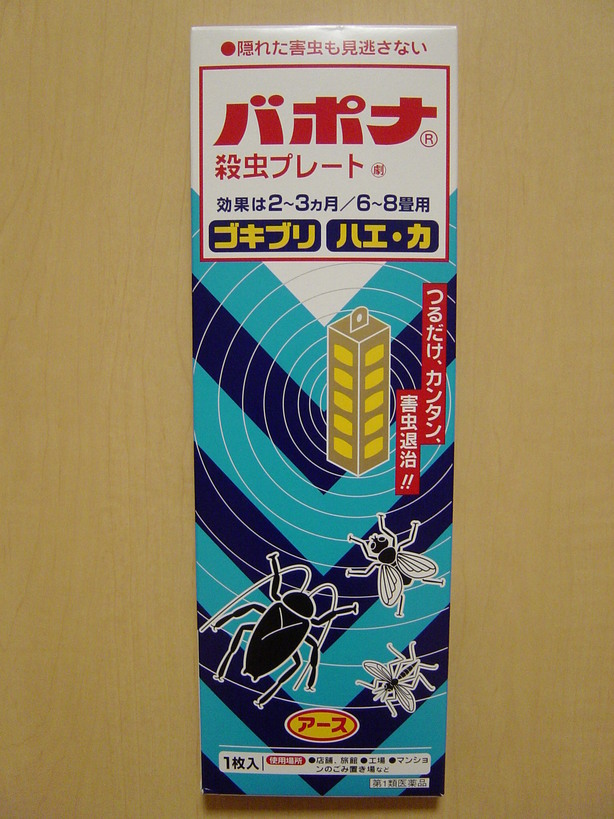 ●隠れた害虫も見逃さない
バポナ®
殺虫プレート 劇
効果は2~3ヵ月/6~8畳用
ゴキブリ ハエ・カ
つるだけ、カンタン、
害虫退治!!
アース
1枚入 使用場所 ●店舗、旅館 ●工場 ●マンショ
ンのごみ置き場など
第1類医薬品